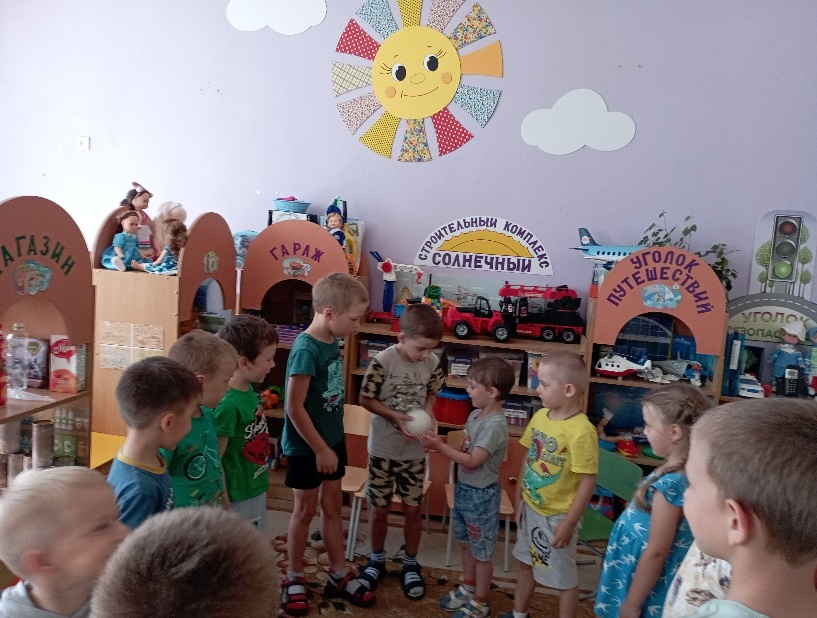 АГАЗИН
ГАРАЖ
СТРОИТЕЛЬНЫЙ КОМПЛЕКС
СОЛНЕЧНЫЙ
УГОЛОК
ПУТЕШЕСТВИЙ
УГОЛОК